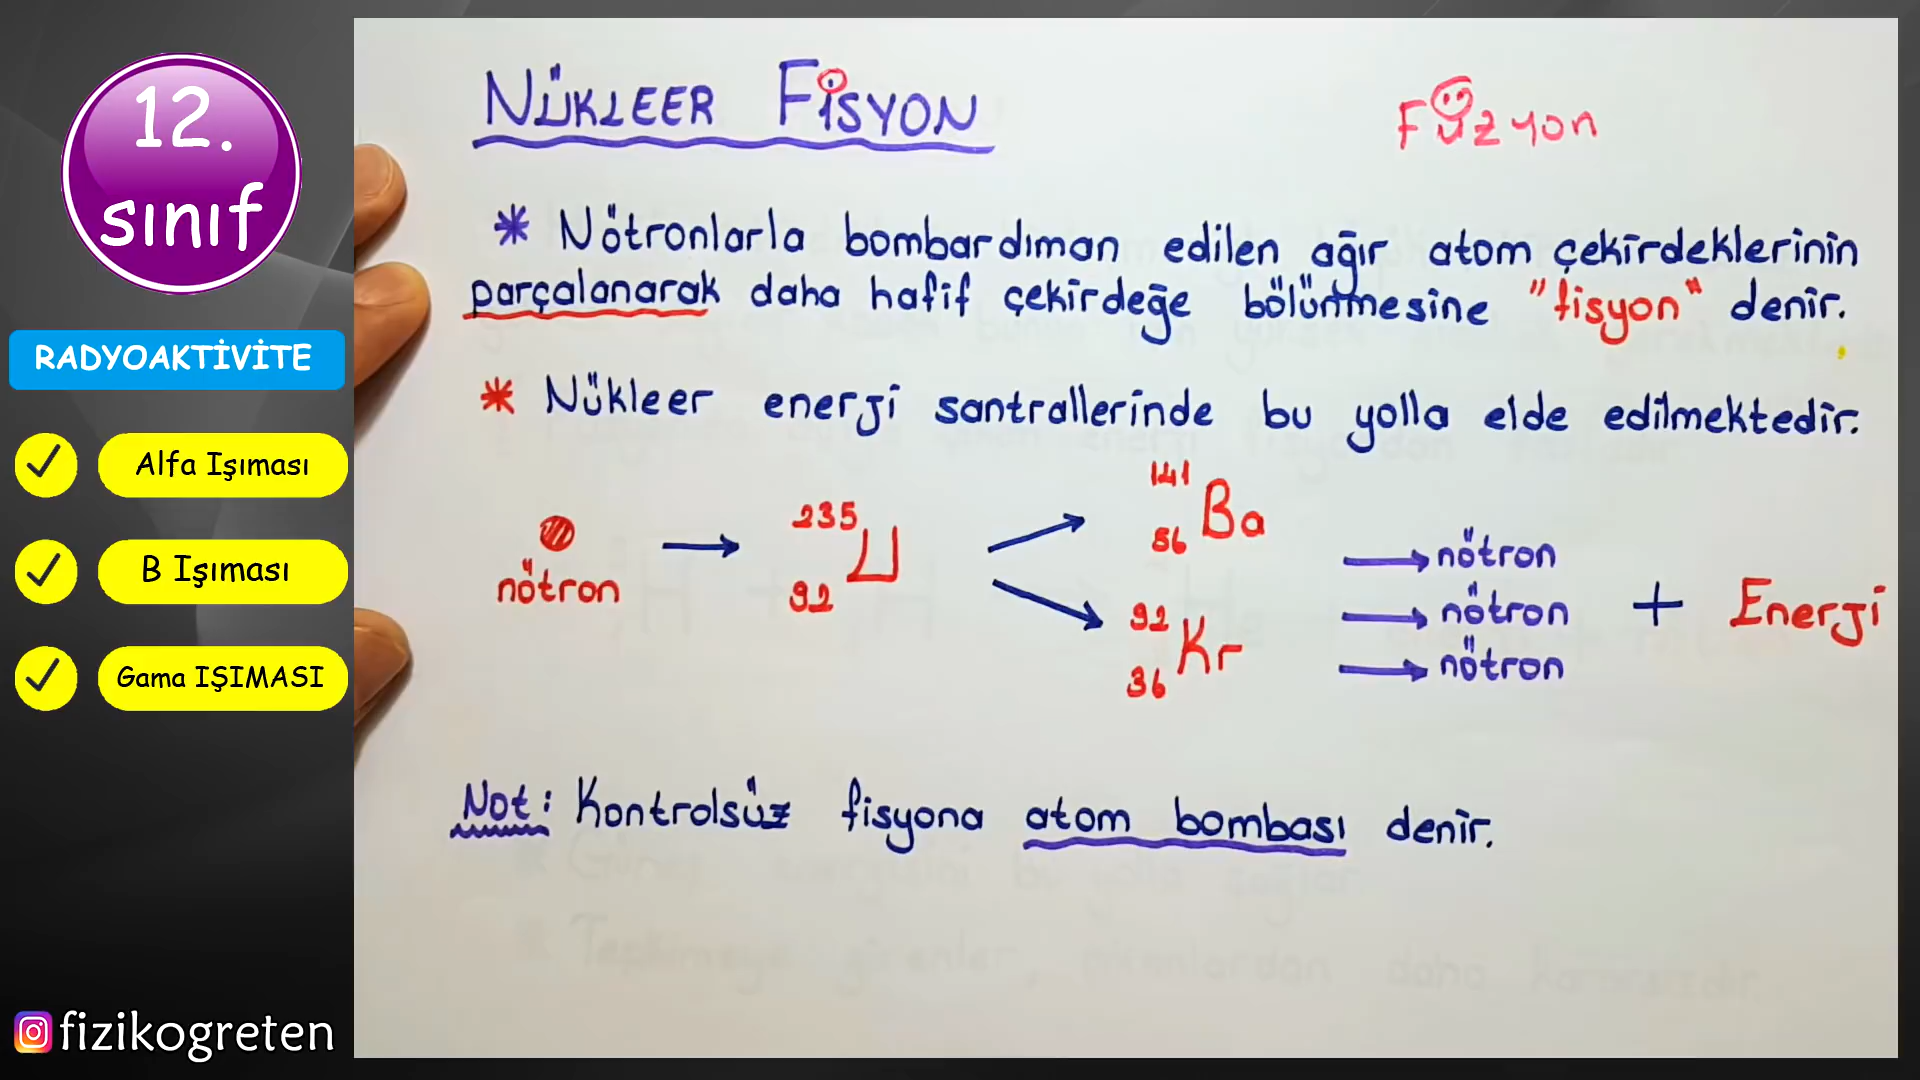 12.
sınıf
RADYOAKTİVİTE
Alfa Işıması
B Işıması
Gama IŞIMASI
fizikogreten
NÜKLEER FİSYON
Füzyon
* Nötronlarla bombardıman edilen ağır atom çekirdeklerinin
parçalanarak daha hafif çekirdeğe bölünmesine "fisyon" denir.
* Nükleer enerji santrallerinde bu yolla elde edilmektedir.
nötron
235
92
U
141
56
Ba
92
36
Kr
nötron
nötron
nötron
+ Enerji
Not: Kontrolsüz fisyona atom bombası denir.